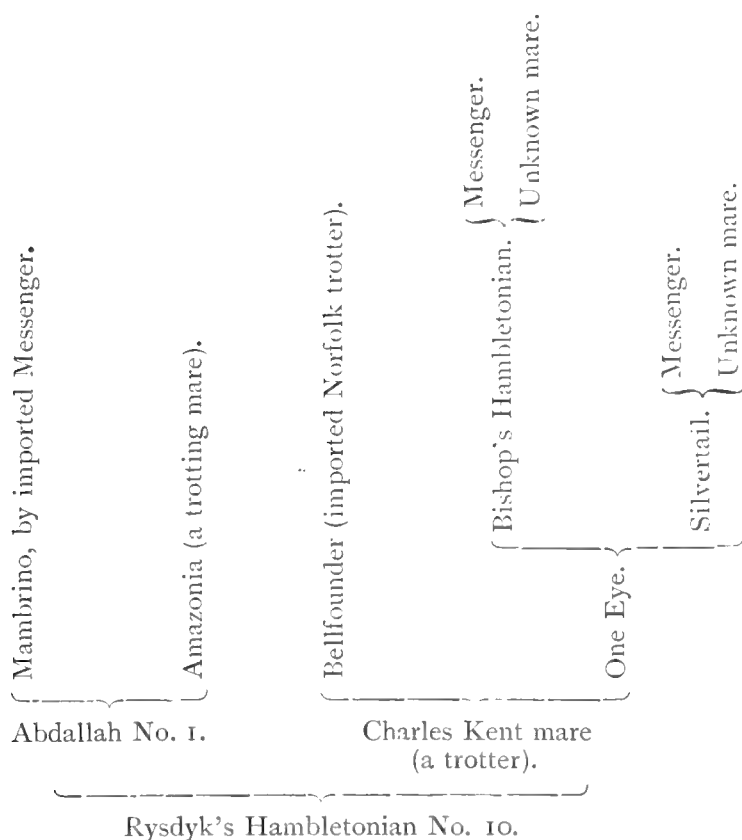 Mambrino, by imported Messenger.
Amazonia (a trotting mare).
Bellfounder (imported Norfolk trotter).
Bishop's Hambletonian.
Messenger.
Unknown mare.
One Eye.
Silvertail.
Messenger.
Unknown mare.
Abdallah No. 1.
Charles Kent mare
(a trotter).
Rysdyk's Hambletonian No. 10.